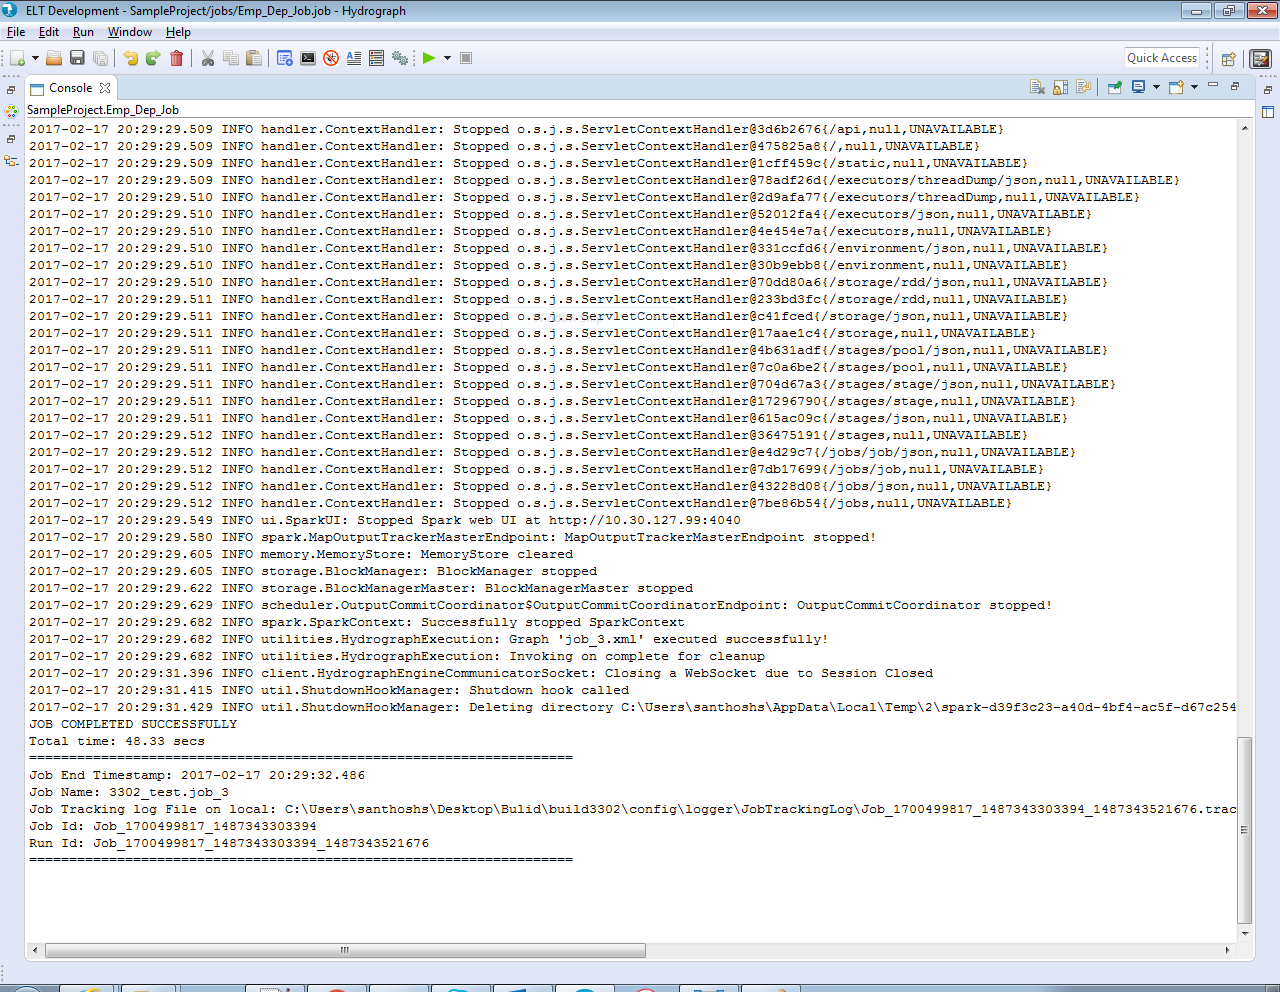 ELT Development - SampleProject/jobs/Emp_Dep_Job.job - Hydrograph
File Edit Run Window Help
Quick Access
Console
SampleProject.Emp_Dep_Job
2017-02-17 20:29:29.509 INFO handler.ContextHandler: Stopped o.s.j.s.ServletContextHandler@3d6b2676{/api,null,UNAVAILABLE}
2017-02-17 20:29:29.509 INFO handler.ContextHandler: Stopped o.s.j.s.ServletContextHandler@475825a8{/,null,UNAVAILABLE}
2017-02-17 20:29:29.509 INFO handler.ContextHandler: Stopped o.s.j.s.ServletContextHandler@1cff459c{/static,null,UNAVAILABLE}
2017-02-17 20:29:29.509 INFO handler.ContextHandler: Stopped o.s.j.s.ServletContextHandler@78adf26d{/executors/threadDump/json,null,UNAVAILABLE}
2017-02-17 20:29:29.510 INFO handler.ContextHandler: Stopped o.s.j.s.ServletContextHandler@2d9afa77{/executors/threadDump,null,UNAVAILABLE}
2017-02-17 20:29:29.510 INFO handler.ContextHandler: Stopped o.s.j.s.ServletContextHandler@52012fa4{/executors/json,null,UNAVAILABLE}
2017-02-17 20:29:29.510 INFO handler.ContextHandler: Stopped o.s.j.s.ServletContextHandler@4e454e7a{/executors,null,UNAVAILABLE}
2017-02-17 20:29:29.510 INFO handler.ContextHandler: Stopped o.s.j.s.ServletContextHandler@331ccfd6{/environment/json,null,UNAVAILABLE}
2017-02-17 20:29:29.510 INFO handler.ContextHandler: Stopped o.s.j.s.ServletContextHandler@30b9ebb8{/environment,null,UNAVAILABLE}
2017-02-17 20:29:29.510 INFO handler.ContextHandler: Stopped o.s.j.s.ServletContextHandler@70dd80a6{/storage/rdd/json,null,UNAVAILABLE}
2017-02-17 20:29:29.511 INFO handler.ContextHandler: Stopped o.s.j.s.ServletContextHandler@233bd3fc{/storage/rdd,null,UNAVAILABLE}
2017-02-17 20:29:29.511 INFO handler.ContextHandler: Stopped o.s.j.s.ServletContextHandler@c41fced{/storage/json,null,UNAVAILABLE}
2017-02-17 20:29:29.511 INFO handler.ContextHandler: Stopped o.s.j.s.ServletContextHandler@17aae1c4{/storage,null,UNAVAILABLE}
2017-02-17 20:29:29.511 INFO handler.ContextHandler: Stopped o.s.j.s.ServletContextHandler@4b631adf{/stages/pool/json,null,UNAVAILABLE}
2017-02-17 20:29:29.511 INFO handler.ContextHandler: Stopped o.s.j.s.ServletContextHandler@7c0a6be2{/stages/pool,null,UNAVAILABLE}
2017-02-17 20:29:29.511 INFO handler.ContextHandler: Stopped o.s.j.s.ServletContextHandler@704d67a3{/stages/stage/json,null,UNAVAILABLE}
2017-02-17 20:29:29.511 INFO handler.ContextHandler: Stopped o.s.j.s.ServletContextHandler@17296790{/stages/stage,null,UNAVAILABLE}
2017-02-17 20:29:29.511 INFO handler.ContextHandler: Stopped o.s.j.s.ServletContextHandler@615ac09c{/stages/json,null,UNAVAILABLE}
2017-02-17 20:29:29.512 INFO handler.ContextHandler: Stopped o.s.j.s.ServletContextHandler@36475191{/stages,null,UNAVAILABLE}
2017-02-17 20:29:29.512 INFO handler.ContextHandler: Stopped o.s.j.s.ServletContextHandler@e4d29c7{/jobs/job/json,null,UNAVAILABLE}
2017-02-17 20:29:29.512 INFO handler.ContextHandler: Stopped o.s.j.s.ServletContextHandler@7db17699{/jobs/job,null,UNAVAILABLE}
2017-02-17 20:29:29.512 INFO handler.ContextHandler: Stopped o.s.j.s.ServletContextHandler@43228d08{/jobs/json,null,UNAVAILABLE}
2017-02-17 20:29:29.512 INFO handler.ContextHandler: Stopped o.s.j.s.ServletContextHandler@7be86b54{/jobs,null,UNAVAILABLE}
2017-02-17 20:29:29.549 INFO ui.SparkUI: Stopped Spark web UI at http://10.30.127.99:4040
2017-02-17 20:29:29.580 INFO spark.MapOutputTrackerMasterEndpoint: MapOutputTrackerMasterEndpoint stopped!
2017-02-17 20:29:29.605 INFO memory.MemoryStore: MemoryStore cleared
2017-02-17 20:29:29.605 INFO storage.BlockManager: BlockManager stopped
2017-02-17 20:29:29.622 INFO storage.BlockManagerMaster: BlockManagerMaster stopped
2017-02-17 20:29:29.629 INFO scheduler.OutputCommitCoordinator$OutputCommitCoordinatorEndpoint: OutputCommitCoordinator stopped!
2017-02-17 20:29:29.682 INFO spark.SparkContext: Successfully stopped SparkContext
2017-02-17 20:29:29.682 INFO utilities.HydrographExecution: Graph 'job_3.xml' executed successfully!
2017-02-17 20:29:29.682 INFO utilities.HydrographExecution: Invoking on complete for cleanup
2017-02-17 20:29:31.396 INFO client.HydrographEngineCommunicatorSocket: Closing a WebSocket due to Session Closed
2017-02-17 20:29:31.415 INFO util.ShutdownHookManager: Shutdown hook called
2017-02-17 20:29:31.429 INFO util.ShutdownHookManager: Deleting directory C:\Users\santhoshs\AppData\Local\Temp\2\spark-d39f3c23-a40d-4bf4-ac5f-d67c254
JOB COMPLETED SUCCESSFULLY
Total time: 48.33 secs
====================================================================
Job End Timestamp: 2017-02-17 20:29:32.486
Job Name: 3302_test.job_3
Job Tracking log File on local: C:\Users\santhoshs\Desktop\Bulid\build3302\config\logger\JobTrackingLog\Job_1700499817_1487343303394_1487343521676.trac
Job Id: Job_1700499817_1487343303394
Run Id: Job_1700499817_1487343303394_1487343521676
====================================================================